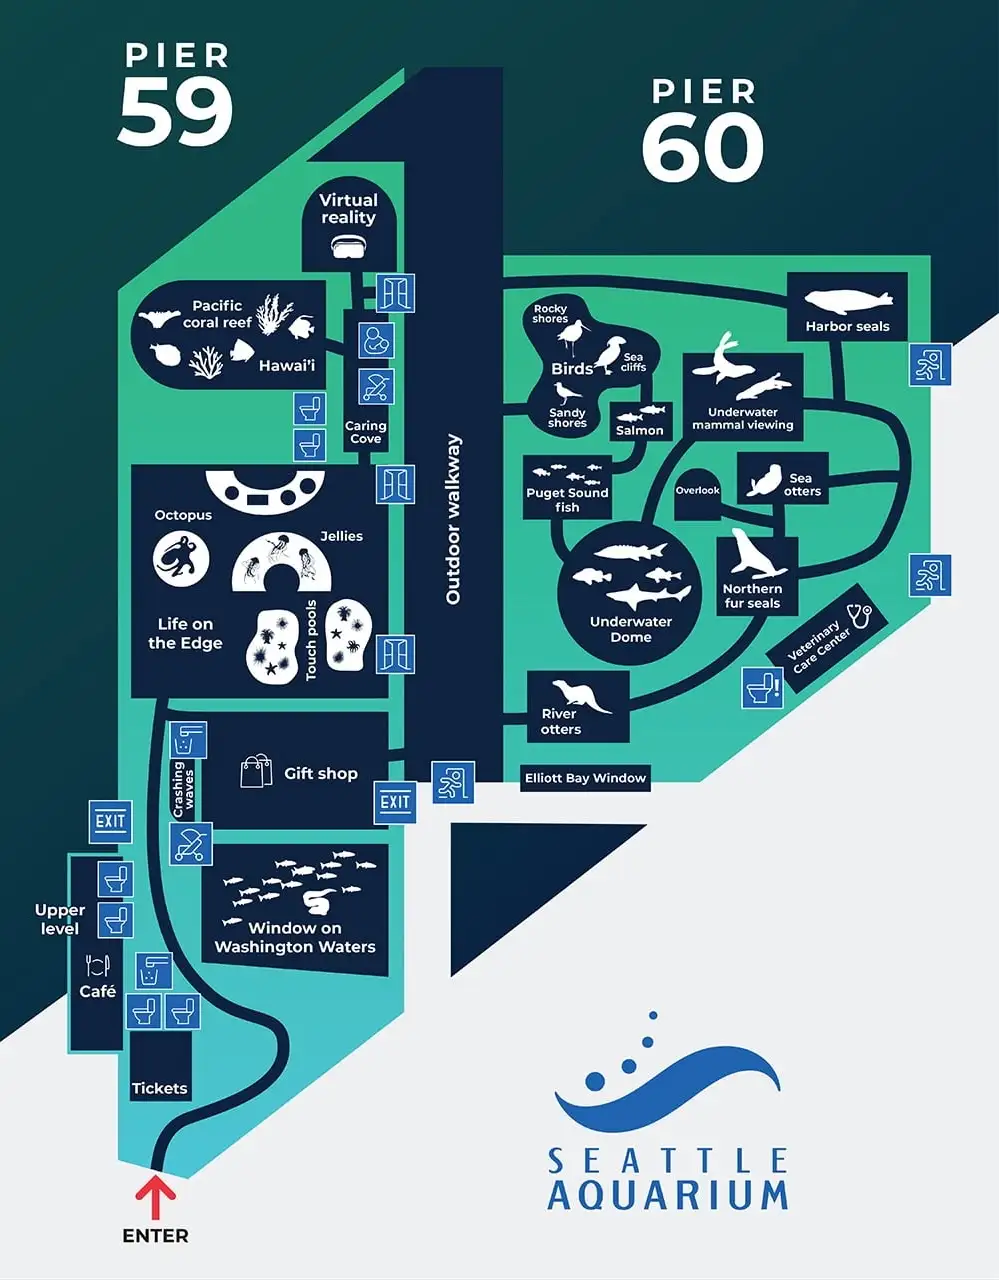 PIER
59
PIER
60
Virtual
reality
Pacific
coral reef
Hawai'i
Caring
Cove
Octopus
Jellies
Life on
the Edge
Touch pools
Outdoor walkway
Rocky
shores
Birds
Sea
cliffs
Sandy
shores
Salmon
Puget Sound
fish
Underwater
Dome
Underwater
mammal viewing
Harbor seals
Overlook
Sea
otters
Northern
fur seals
Veterinary
Care Center
!
River
otters
Elliott Bay Window
Crashing
waves
Gift shop
EXIT
EXIT
Window on
Washington Waters
Upper
level
Café
Tickets
ENTER
SEATTLE
AQUARIUM